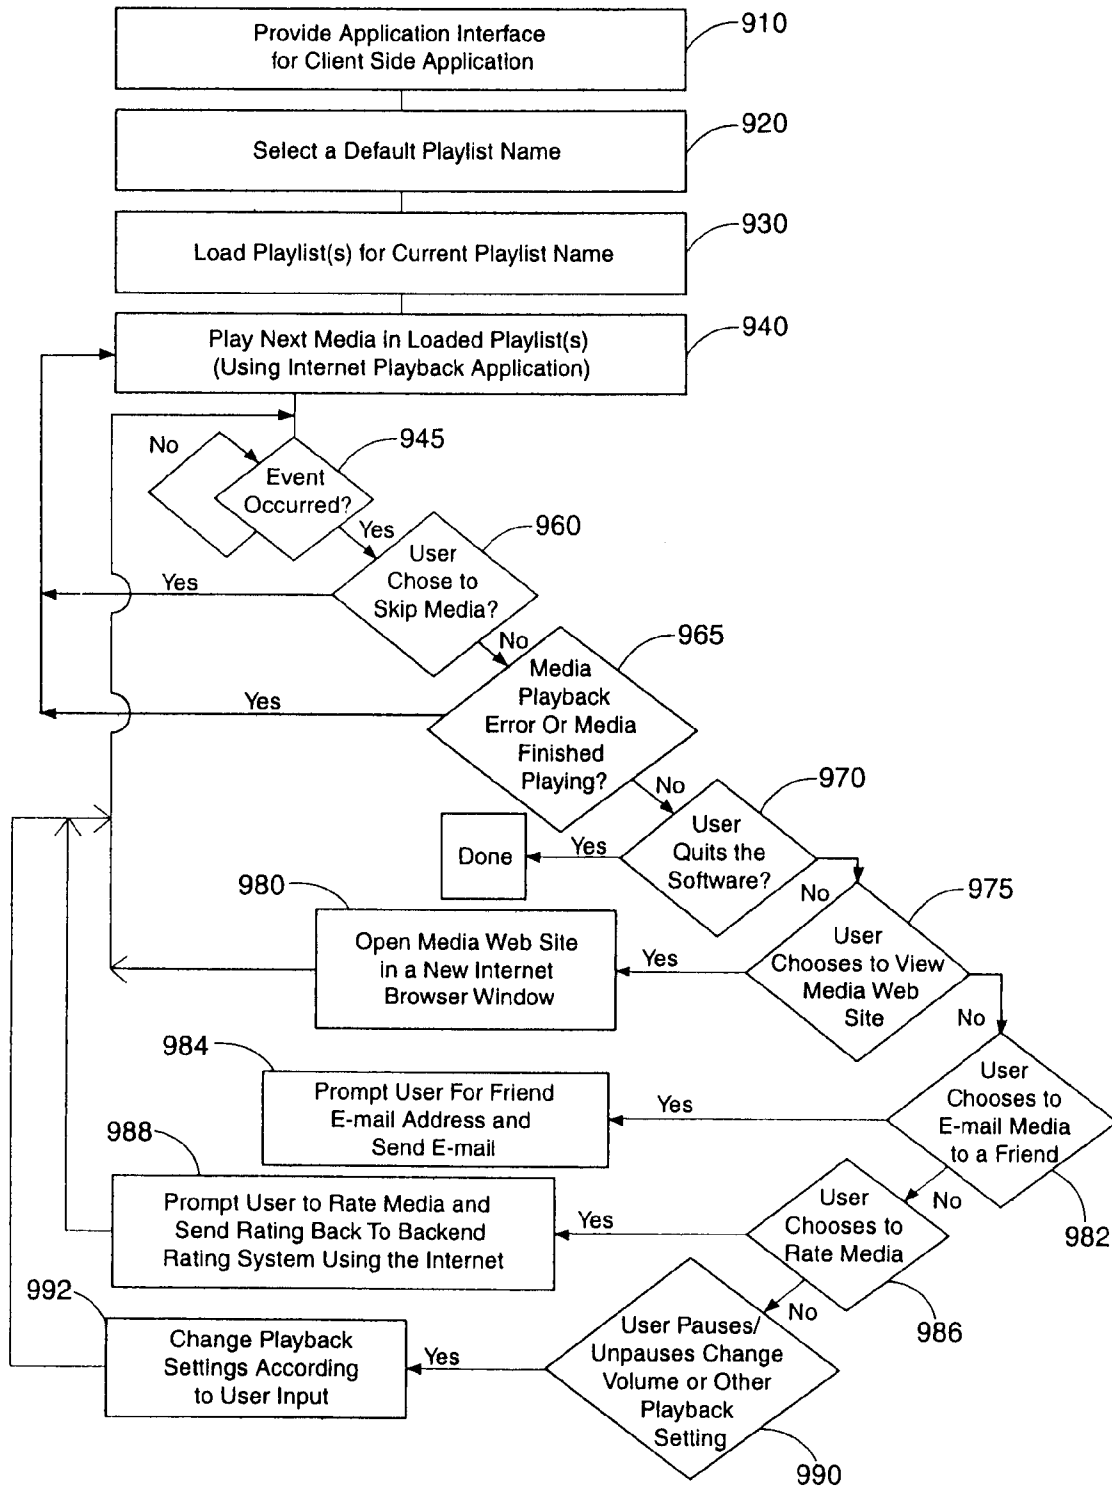 Provide Application Interface
for Client Side Application
910
Select a Default Playlist Name
920
Load Playlist(s) for Current Playlist Name
930
Play Next Media in Loaded Playlist(s)
(Using Internet Playback Application)
940
No
Event
Occurred?
945
Yes
User
Chose to
Skip Media?
960
Yes
No
Media
Playback
Error Or Media
Finished
Playing?
965
Yes
No
User
Quits the
Software?
970
Yes
Done
No
User
Chooses to View
Media Web
Site
975
Yes
980
Open Media Web Site
in a New Internet
Browser Window
No
User
Chooses to
E-mail Media
to a Friend
982
Yes
984
Prompt User For Friend
E-mail Address and
Send E-mail
No
User
Chooses to
Rate Media
986
Yes
988
Prompt User to Rate Media and
Send Rating Back To Backend
Rating System Using the Internet
No
User Pauses/
Unpauses Change
Volume or Other
Playback
Setting
990
Yes
992
Change Playback
Settings According
to User Input